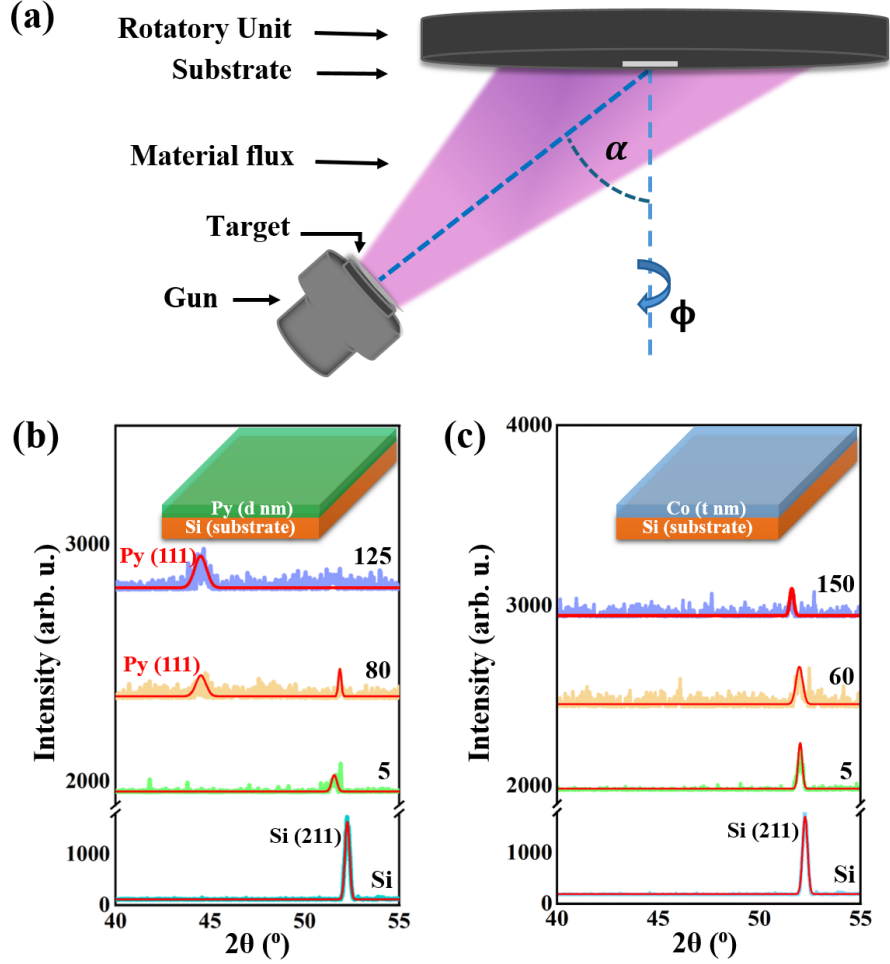 (a)
Rotatory Unit
Substrate
Material flux
α
Target
Gun
ϕ
(b)
Py (d nm)
Si (substrate)
3000
Py (111)
125
Py (111)
80
2000
5
Si (211)
1000
Si
0
40
45
50
55
Intensity (arb. u.)
2θ (º)
(c)
4000
Co (t nm)
Si (substrate)
3000
150
60
2000
5
Si (211)
1000
Si
0
40
45
50
55
Intensity (arb. u.)
2θ (º)